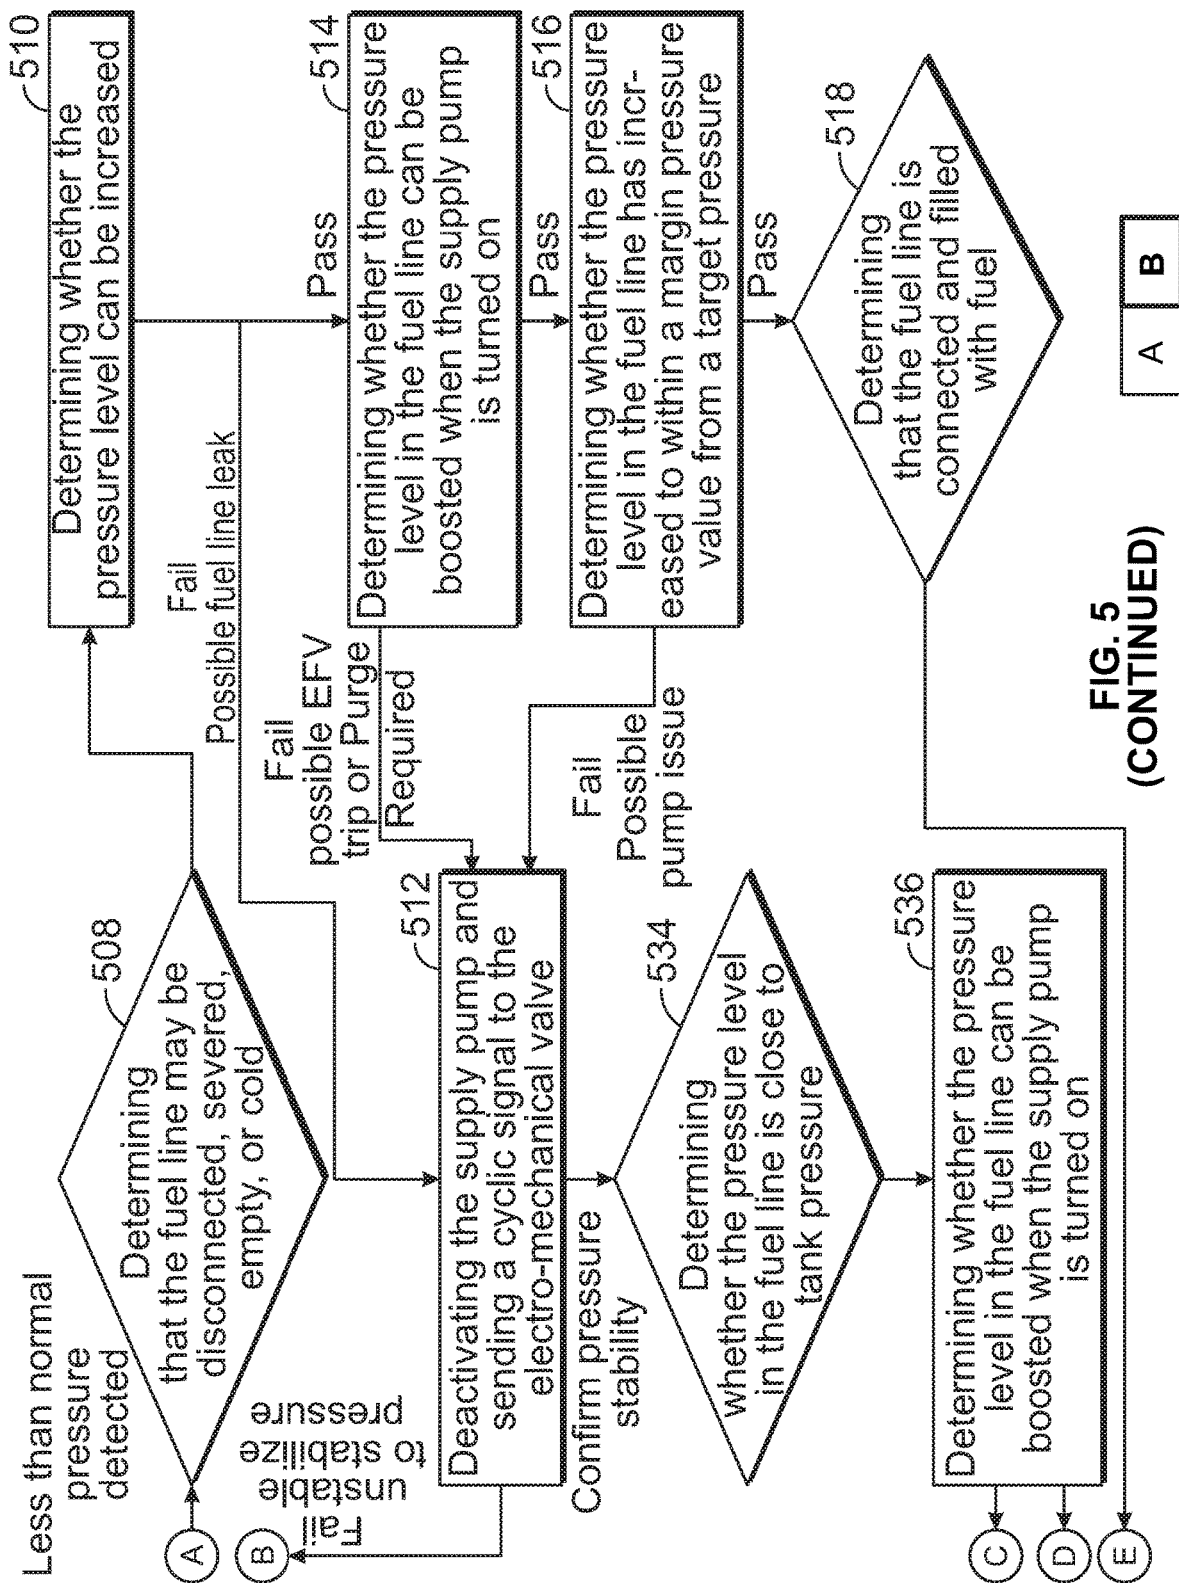 Less than normal
pressure
detected
A
Determining
that the fuel line may be
disconnected, severed,
empty, or cold
508
Determining whether the
pressure level can be increased
510
Fail
Possible fuel line leak
Pass
Determining whether the pressure
level in the fuel line can be
boosted when the supply pump
is turned on
514
Fail
possible EFV
trip or Purge
Required
Pass
Determining whether the pressure
level in the fuel line has incr-
eased to within a margin pressure
value from a target pressure
516
Fail
Possible
pump issue
Pass
Determining
that the fuel line is
connected and filled
with fuel
518
B
Fail
unstable
to stabilize
pressure
Deactivating the supply pump and
sending a cyclic signal to the
electro-mechanical valve
512
Confirm pressure
stability
Determining
whether the pressure level
in the fuel line is close to
tank pressure
534
Determining whether the pressure
level in the fuel line can be
boosted when the supply pump
is turned on
536
C
D
E
FIG. 5
(CONTINUED)
A B